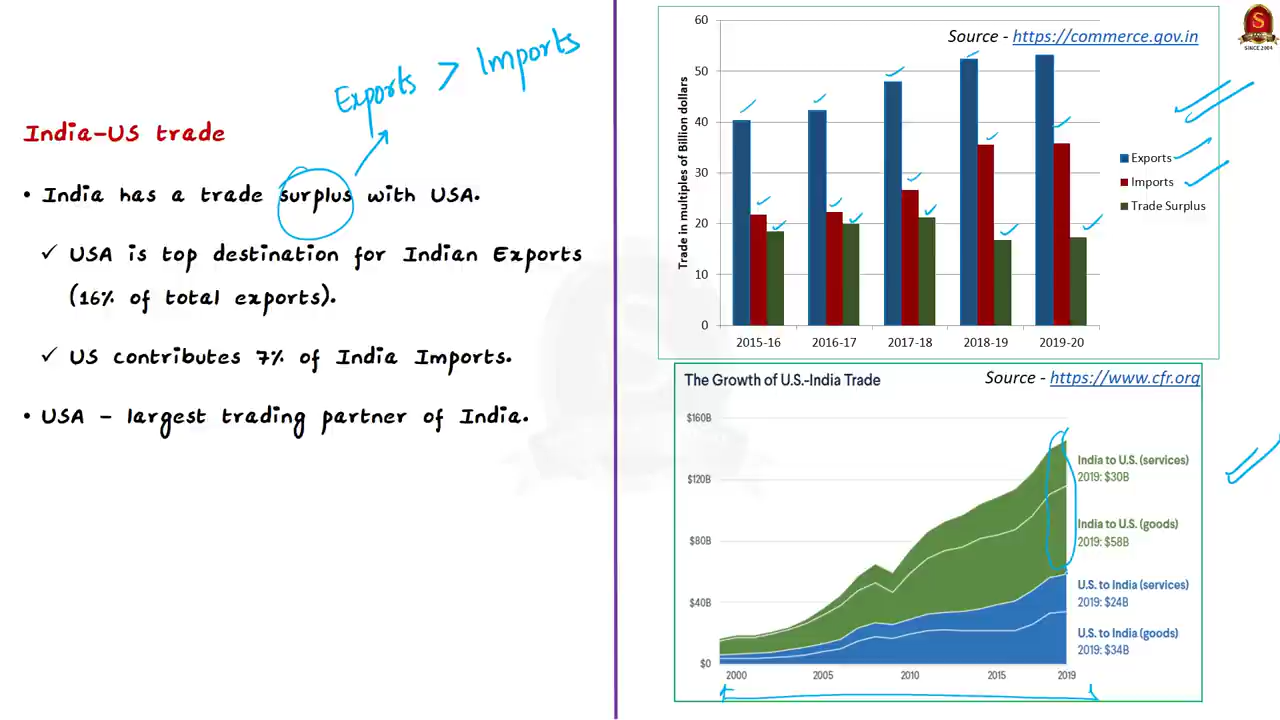 Exports > Imports
India-US trade
• India has a trade surplus with USA.
✓ USA is top destination for Indian Exports
(16% of total exports).
✓ US contributes 7% of India Imports.
• USA - largest trading partner of India.
Source - https://commerce.gov.in
SINCE 2004
Trade in multiples of Billion dollars
60
50
40
30
20
10
0
2015-16 2016-17 2017-18 2018-19 2019-20
Exports
Imports
Trade Surplus
The Growth of U.S.-India Trade
Source - https://www.cfr.org
$160B
$120B
$80B
$40B
$0
2000 2005 2010 2015 2019
India to U.S. (services)
2019: $30B
India to U.S. (goods)
2019: $58B
U.S. to India (services)
2019: $24B
U.S. to India (goods)
2019: $34B